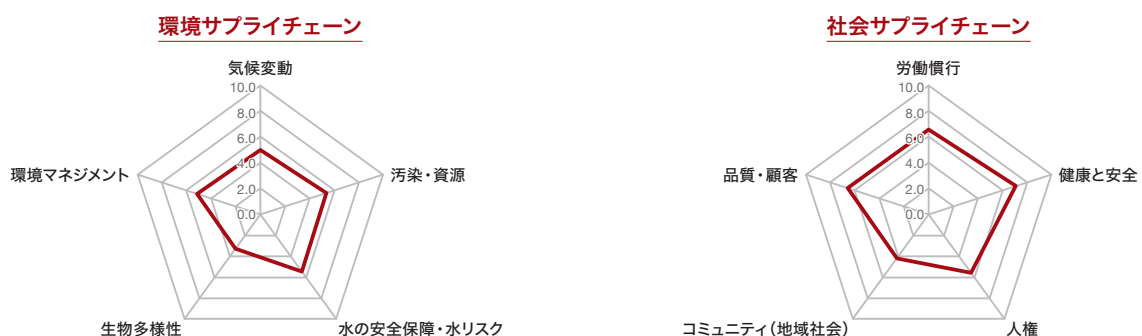 環境サプライチェーン
気候変動
10.0
8.0
6.0
4.0
2.0
0.0
環境マネジメント
汚染・資源
生物多様性
水の安全保障・水リスク
社会サプライチェーン
労働慣行
10.0
8.0
6.0
4.0
2.0
0.0
品質・顧客
健康と安全
コミュニティ(地域社会)
人権